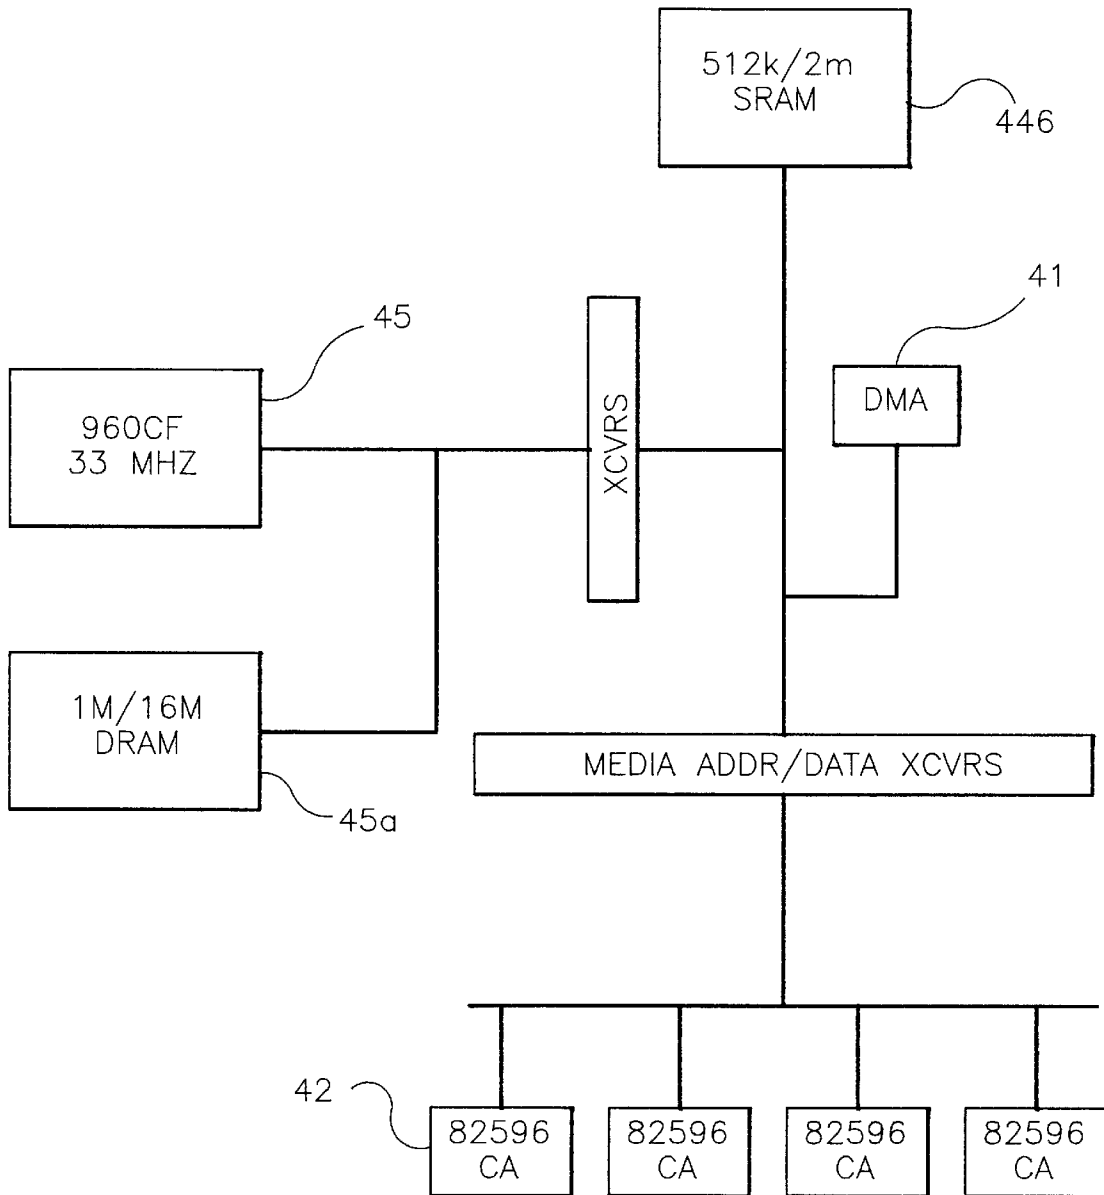 512k/2m
SRAM
446
41
45
DMA
XCVRS
960CF
33 MHZ
1M/16M
DRAM
MEDIA ADDR/DATA XCVRS
45a
42
82596
CA
82596
CA
82596
CA
82596
CA